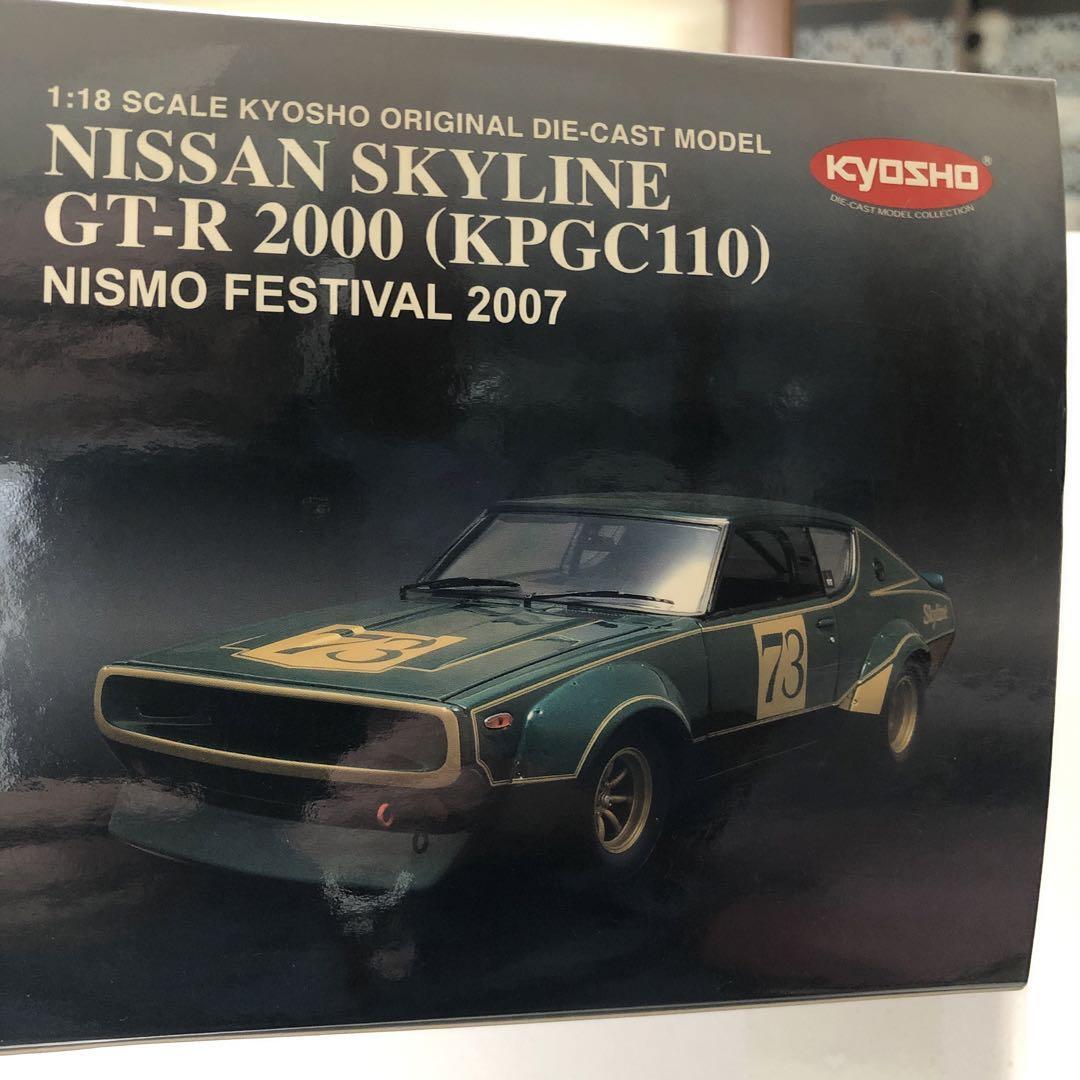 1:18 SCALE KYOSHO ORIGINAL DIE-CAST MODEL
NISSAN SKYLINE
GT-R 2000 (KPGC110)
NISMO FESTIVAL 2007
KYOSHO®
DIE-CAST MODEL COLLECTION
73
73
Skyline